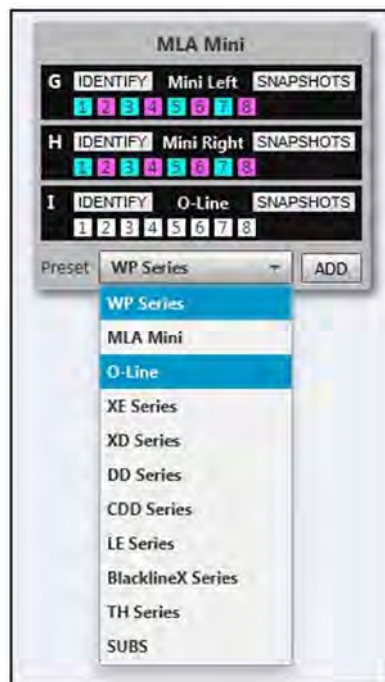 MLA Mini
G IDENTIFY Mini Left SNAPSHOTS
1 2 3 4 5 6 7 8
H IDENTIFY Mini Right SNAPSHOTS
1 2 3 4 5 6 7 8
I IDENTIFY O-Line SNAPSHOTS
1 2 3 4 5 6 7 8
Preset WP Series ADD
WP Series
MLA Mini
O-Line
XE Series
XD Series
DD Series
CDD Series
LE Series
BlacklineX Series
TH Series
SUBS